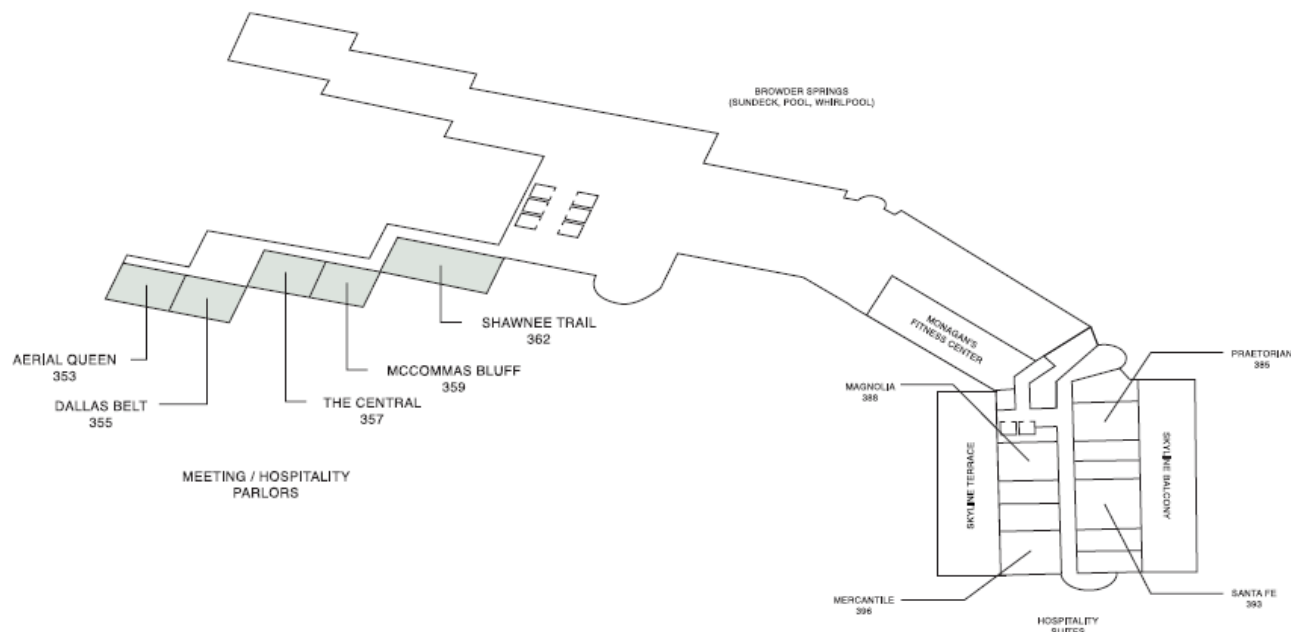 BROWDER SPRINGS
(SUNDECK, POOL, WHIRLPOOL)
SHAWNEE TRAIL
362
AERIAL QUEEN
353
MCCOMMAS BLUFF
359
DALLAS BELT
355
THE CENTRAL
357
MEETING / HOSPITALITY
PARLORS
MONAGAN'S
FITNESS CENTER
PRAETORIAN
385
MAGNOLIA
388
SKYLINE TERRACE
SKYLINE BALCONY
MERCANTILE
396
SANTA FE
393
HOSPITALITY
SUITES